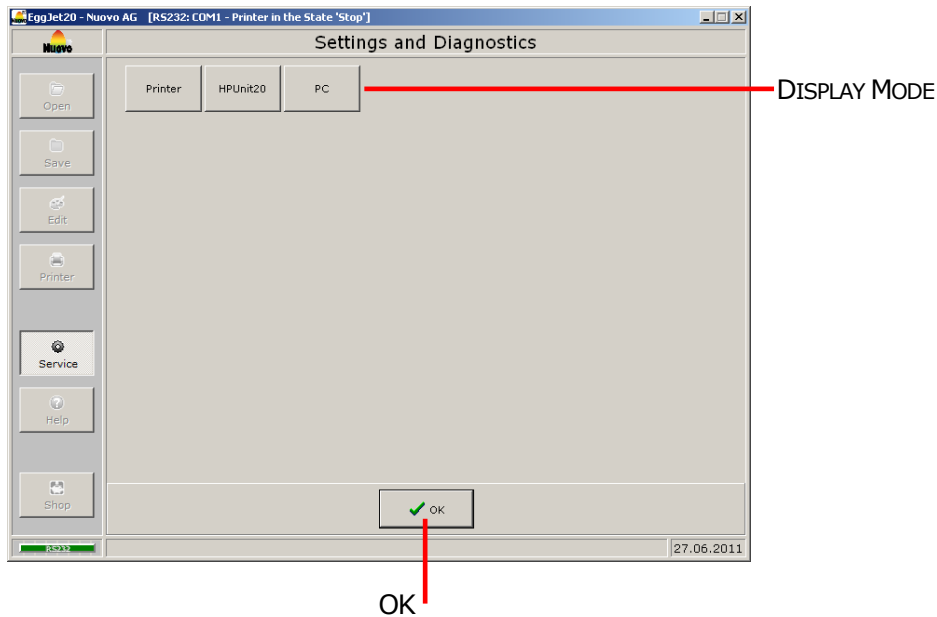 EggJet20 - Nuovo AG [RS232: COM1 - Printer in the State 'Stop']
Nuovo
Settings and Diagnostics
Open
Printer
HPUnit20
PC
DISPLAY MODE
Save
Edit
Printer
Service
Help
Shop
OK
RS232
27.06.2011
OK